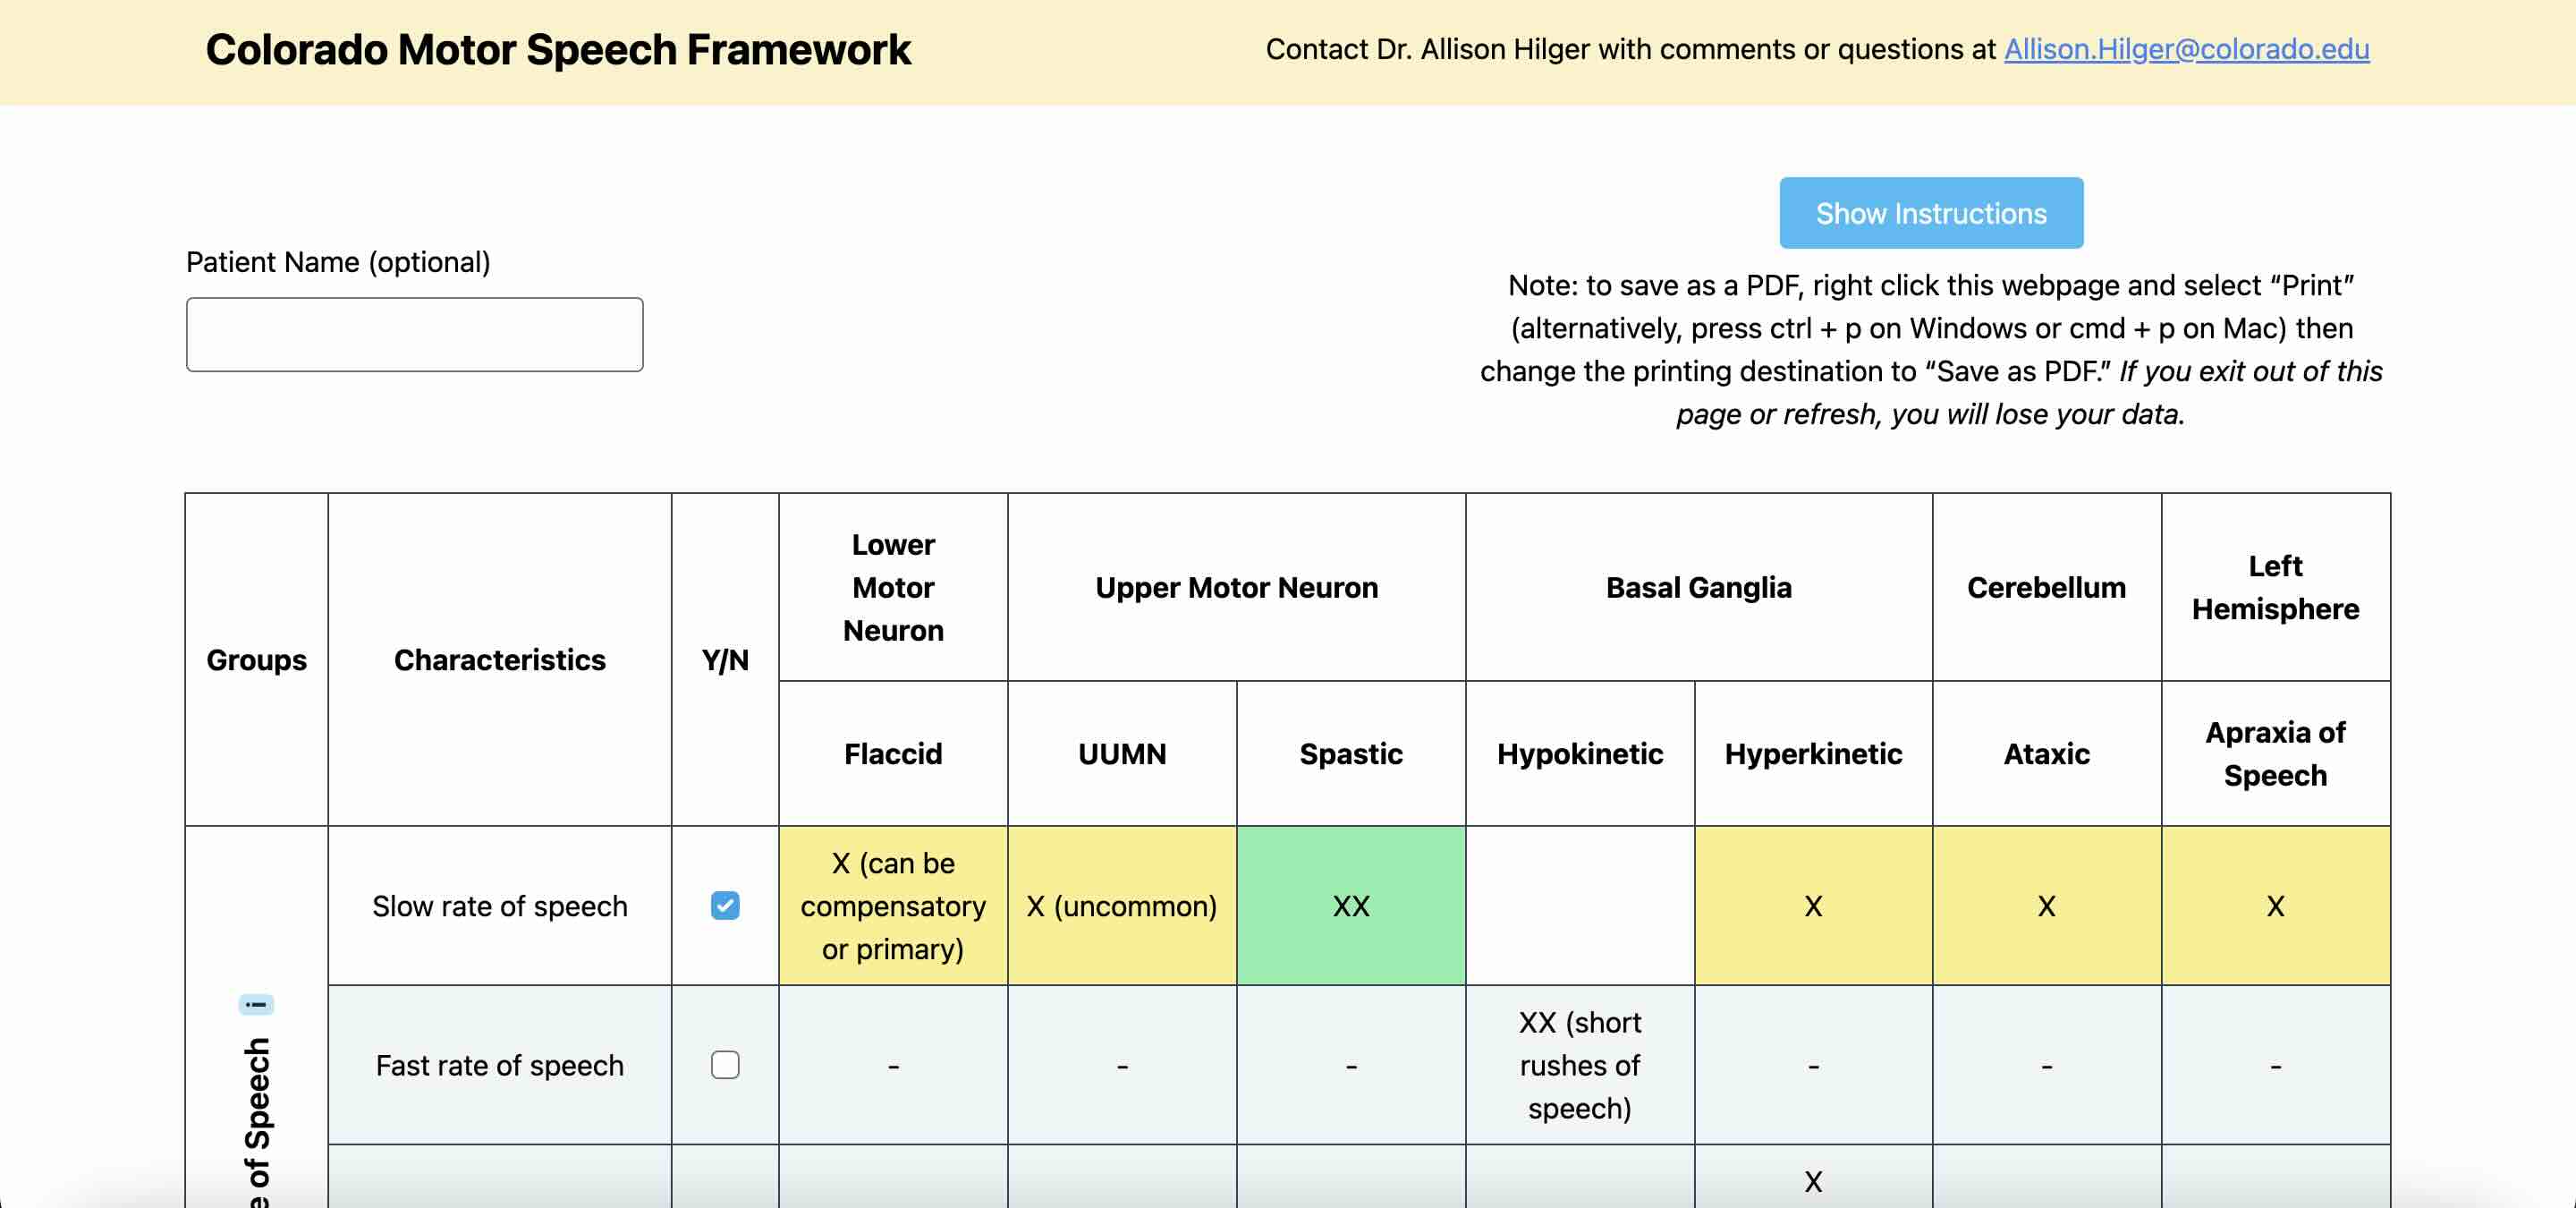 Colorado Motor Speech Framework
Contact Dr. Allison Hilger with comments or questions at Allison.Hilger@colorado.edu
Show Instructions
Patient Name (optional)
Note: to save as a PDF, right click this webpage and select “Print”
(alternatively, press ctrl + p on Windows or cmd + p on Mac) then
change the printing destination to “Save as PDF.” If you exit out of this
page or refresh, you will lose your data.
Groups
Characteristics
Y/N
Lower
Motor
Neuron
Upper Motor Neuron
Basal Ganglia
Cerebellum
Left
Hemisphere
Flaccid
UUMN
Spastic
Hypokinetic
Hyperkinetic
Ataxic
Apraxia of
Speech
Slow rate of speech
X (can be
compensatory
or primary)
X (uncommon)
XX
X
X
X
Fast rate of speech
-
-
-
XX (short
rushes of
speech)
-
-
-
of Speech
X